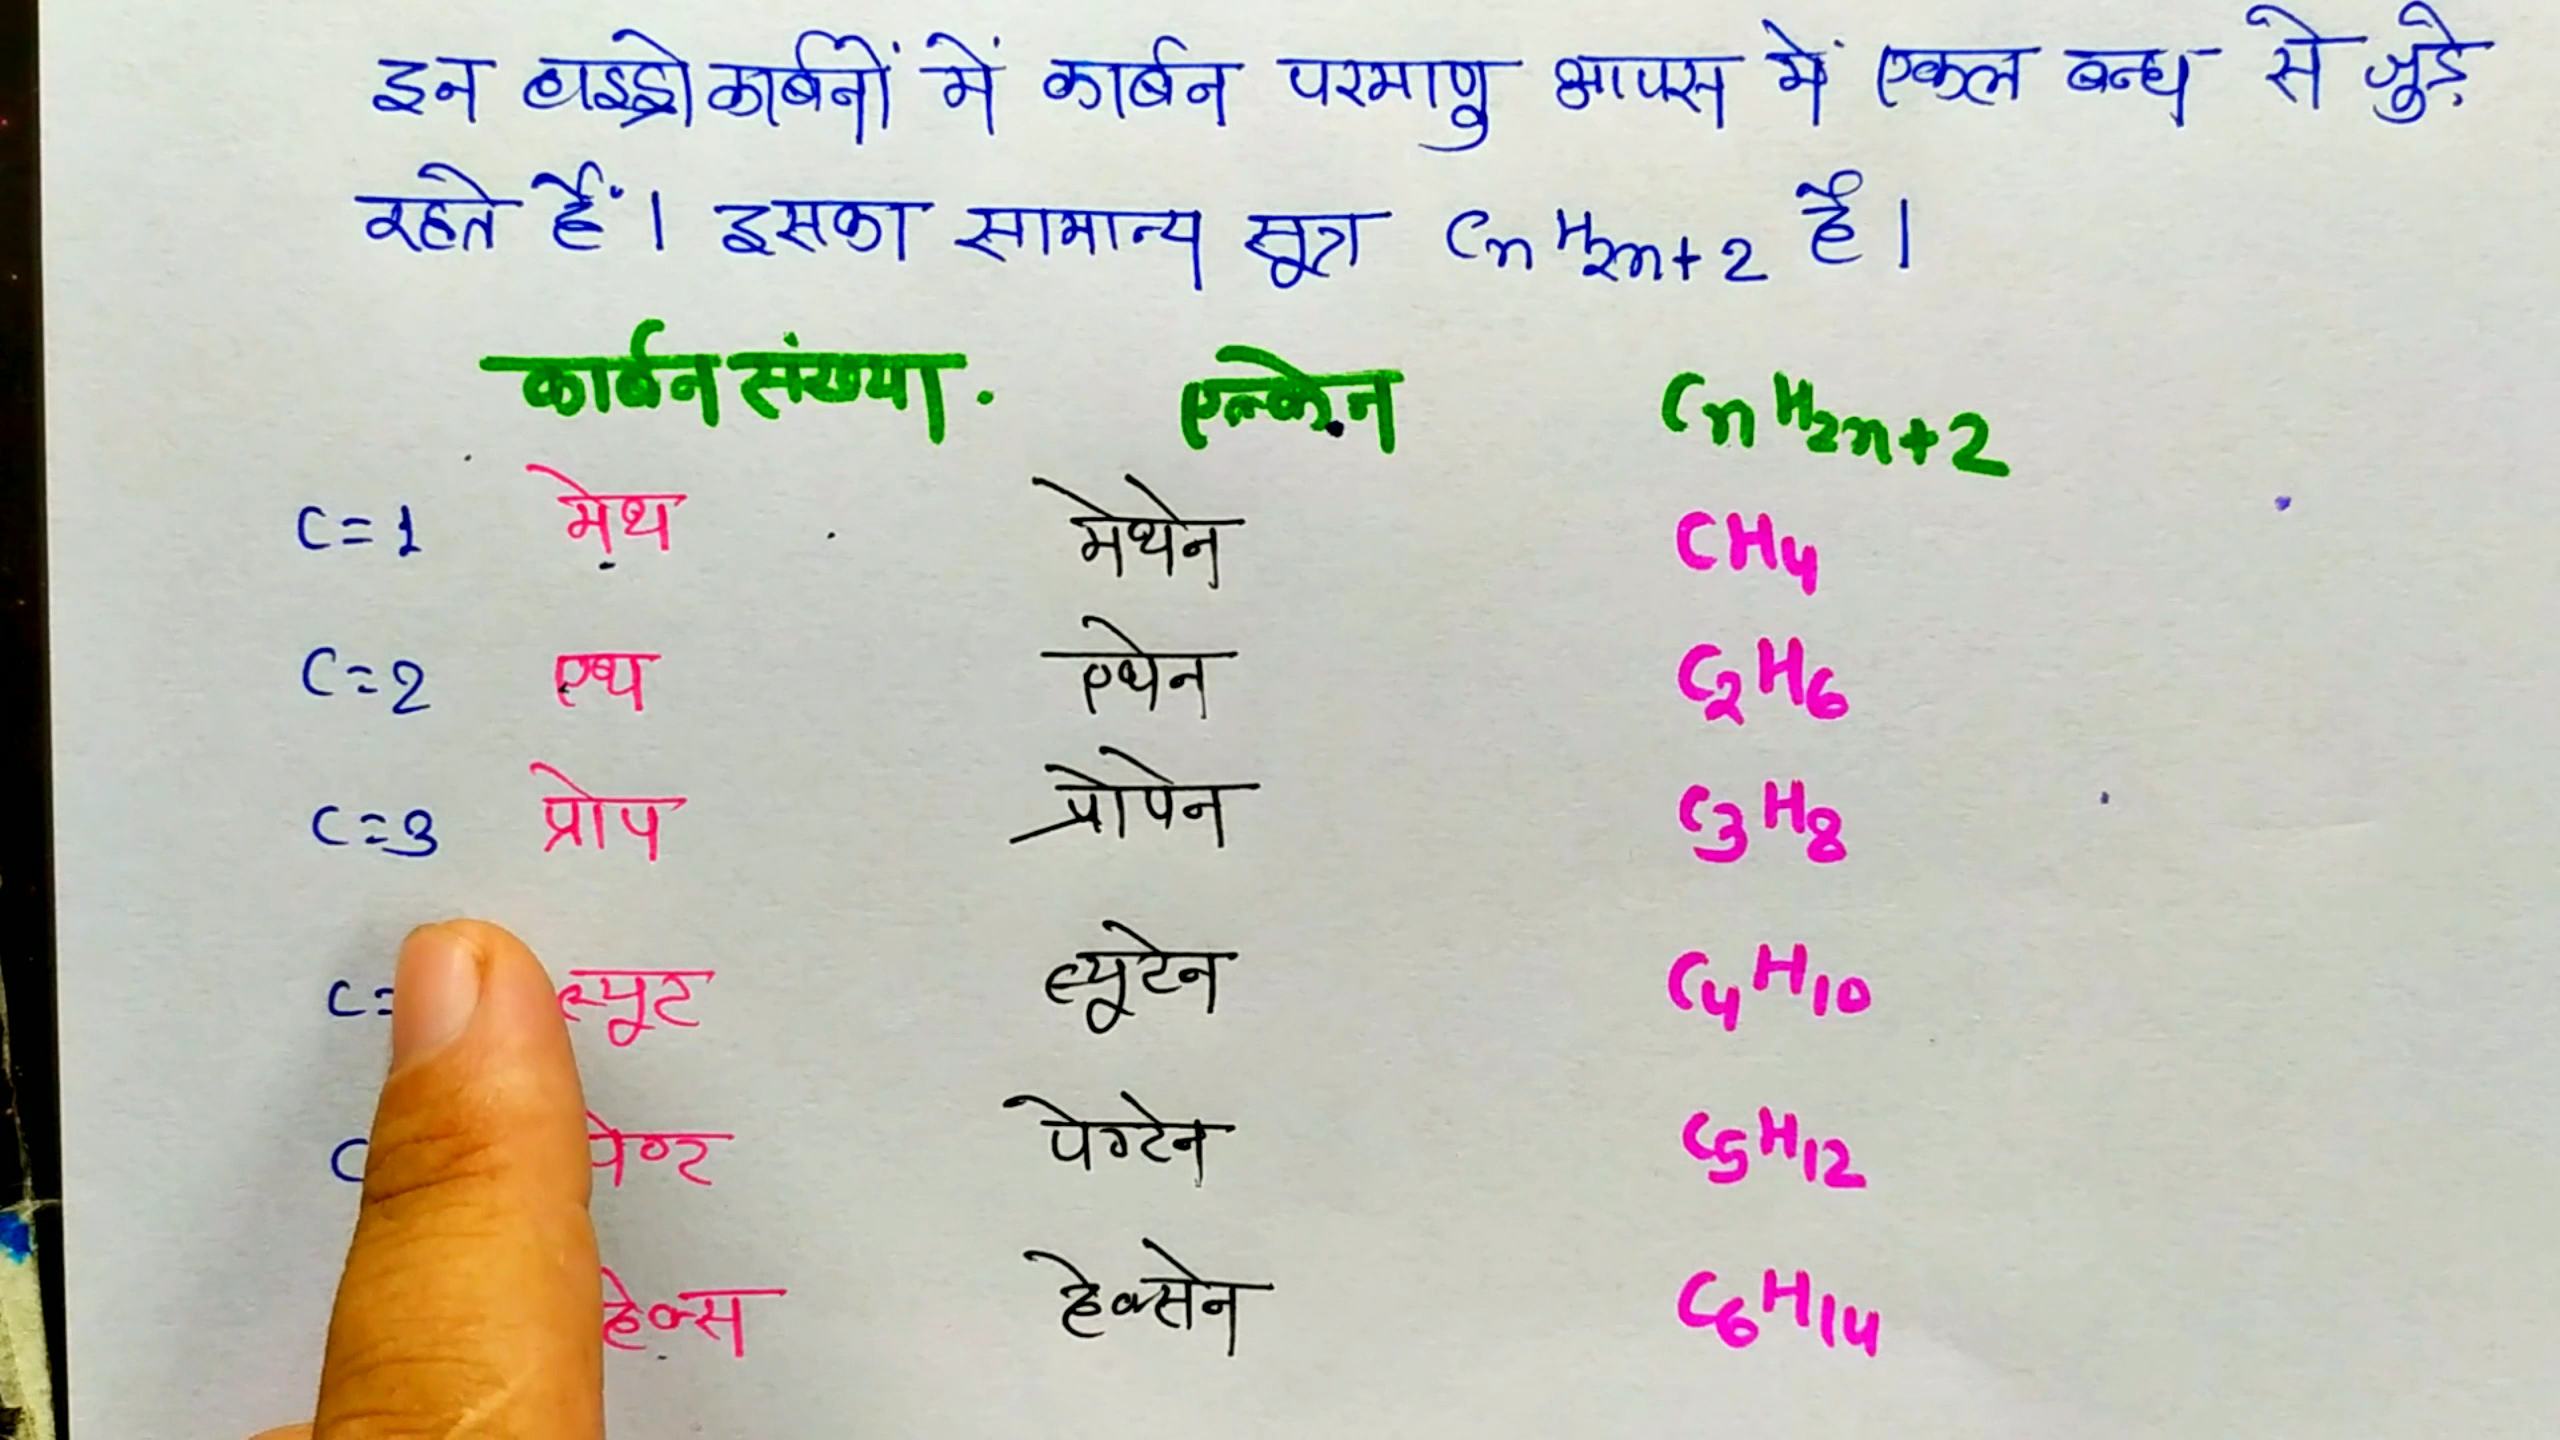 इन हाइड्रोकार्बनों में कार्बन परमाणु आपस में एकल बन्ध से जुड़े
रहते हैं। इसका सामान्य सूत्र CnH2n+2 है।
कार्बन संख्या . एल्केन CnH2n+2
C=1 मेथ मेथेन CH4
C=2 एथ एथेन C2H6
C=3 प्रोप प्रोपेन C3H8
C= ब्यूट ब्यूटेन C4H10
C पेण्ट पेण्टेन C5H12
हेक्स हेक्सेन C6H14